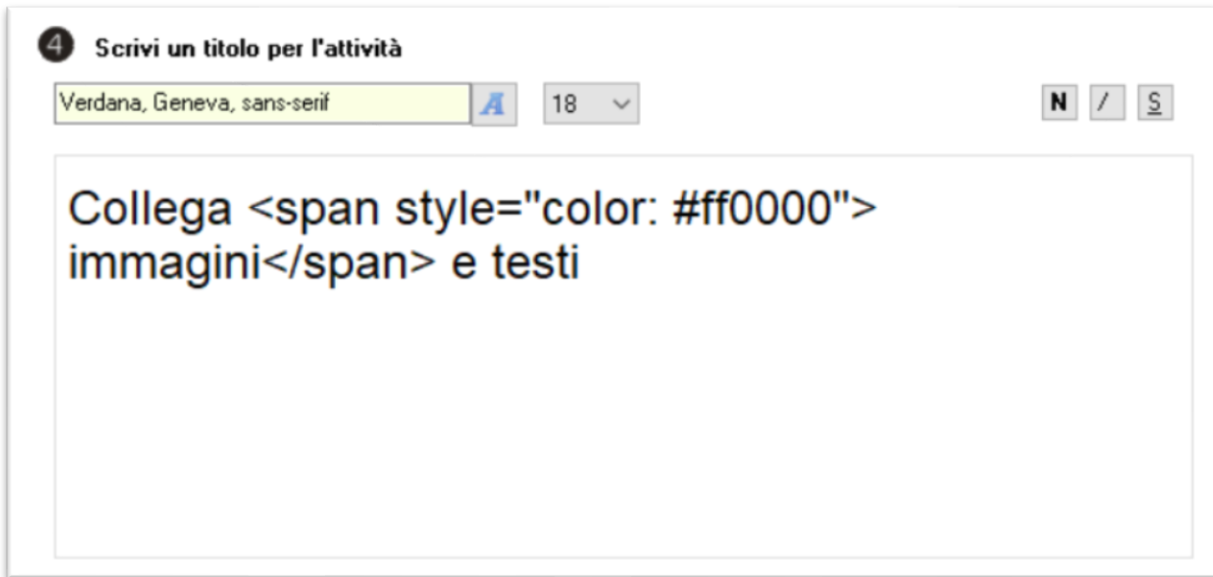 4 Scrivi un titolo per l'attività
Verdana, Geneva, sans-serif A 18 N / S
Collega <span style="color: #ff0000">
immagini</span> e testi